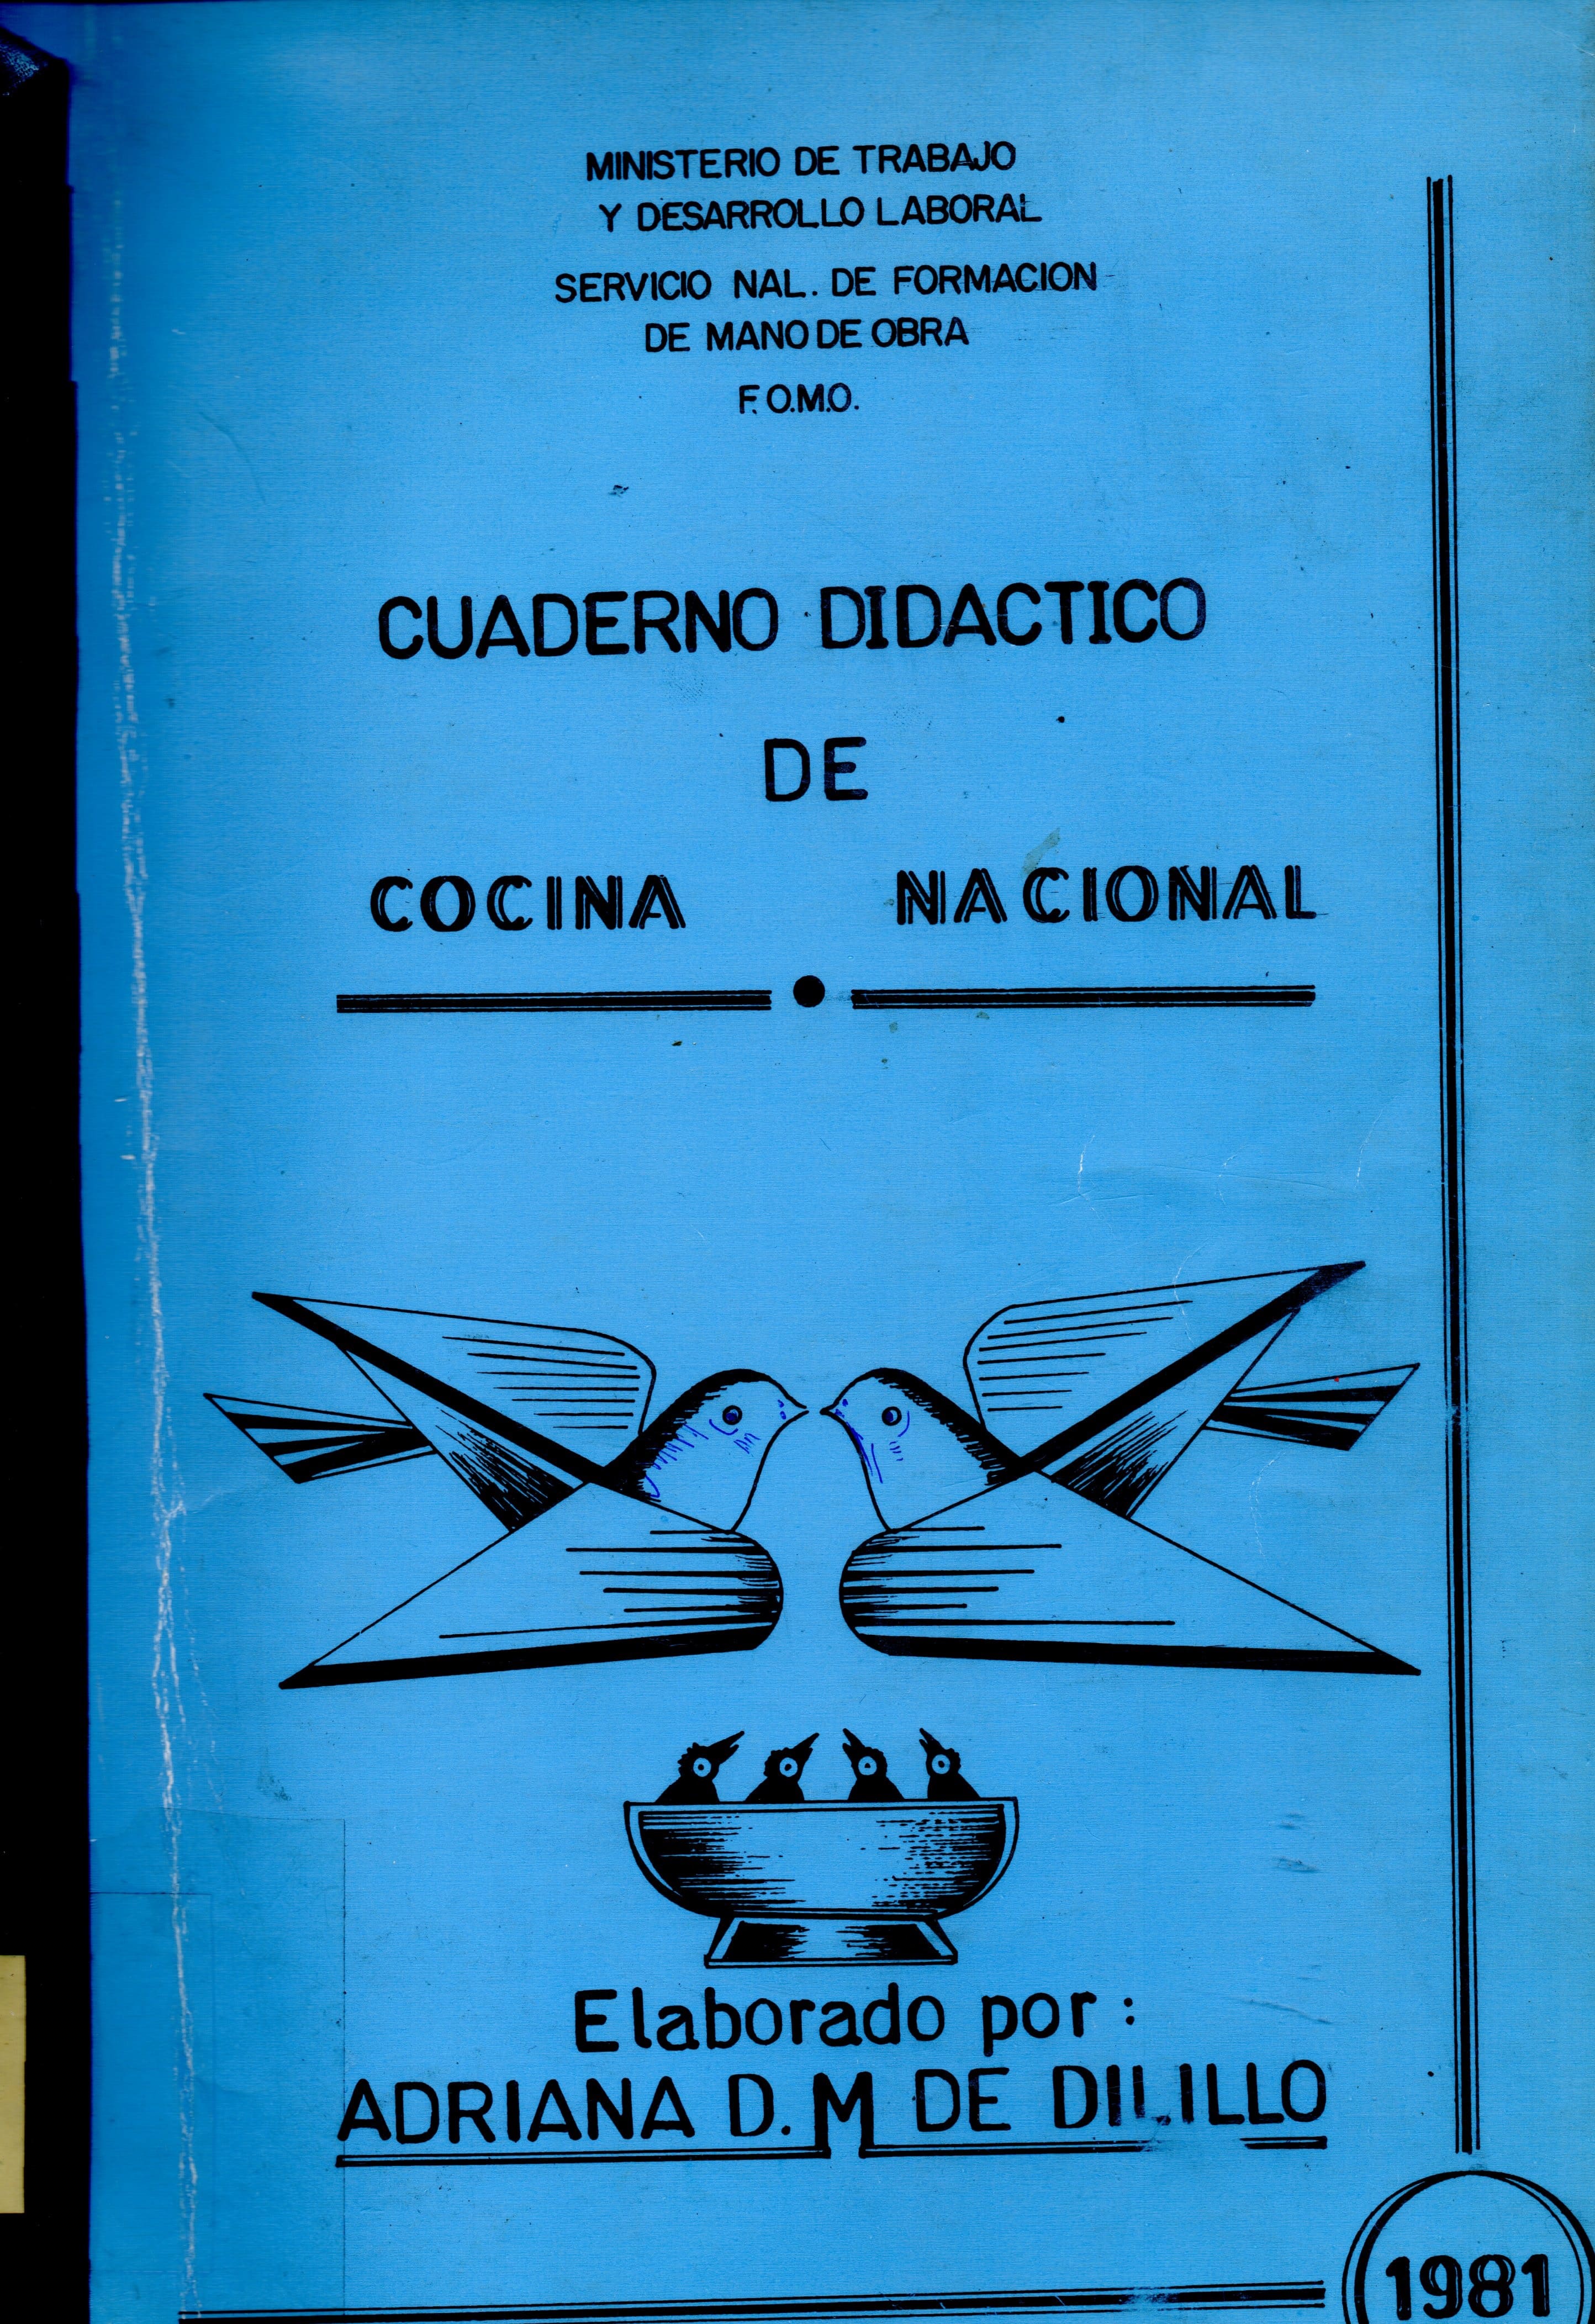 MINISTERIO DE TRABAJO
Y DESARROLLO LABORAL
SERVICIO NAL. DE FORMACION
DE MANO DE OBRA
F.O.M.O.
CUADERNO DIDACTICO
DE
COCINA NACIONAL
Elaborado por:
ADRIANA D.M DE DILILLO
1981